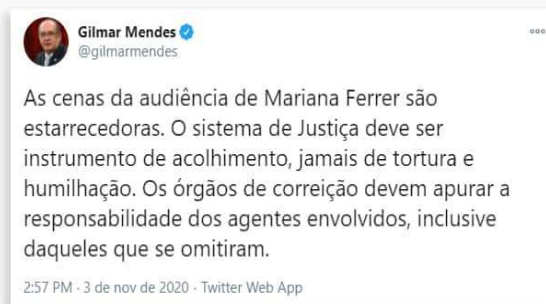 Gilmar Mendes
@gilmarmendes
As cenas da audiência de Mariana Ferrer são
estarrecedoras. O sistema de Justiça deve ser
instrumento de acolhimento, jamais de tortura e
humilhação. Os órgãos de correição devem apurar a
responsabilidade dos agentes envolvidos, inclusive
daqueles que se omitiram.
2:57 PM · 3 de nov de 2020 · Twitter Web App